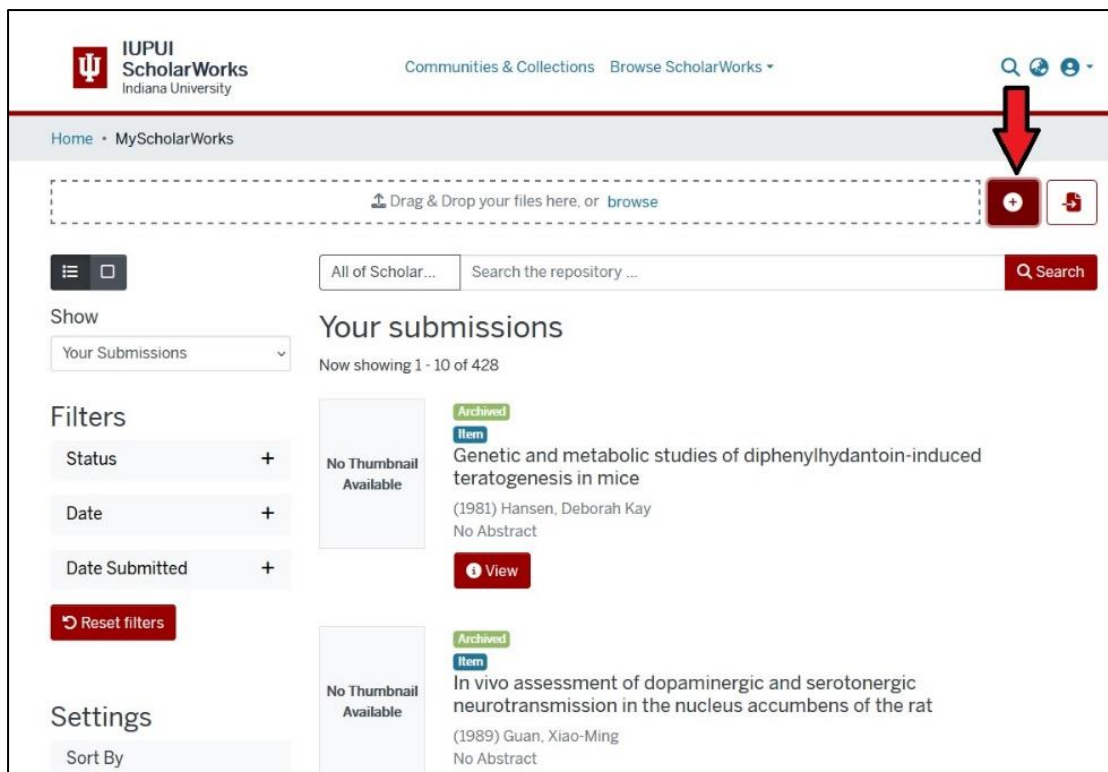 IUPUI
ScholarWorks
Indiana University
Communities & Collections Browse ScholarWorks
Home • MyScholarWorks
Drag & Drop your files here, or browse
All of Scholar... Search the repository ... Search
Show
Your Submissions
Your submissions
Now showing 1 - 10 of 428
Filters
Status +
Date +
Date Submitted +
Reset filters
No Thumbnail
Available
Archived
Item
Genetic and metabolic studies of diphenylhydantoin-induced
teratogenesis in mice
(1981) Hansen, Deborah Kay
No Abstract
View
Settings
Sort By
No Thumbnail
Available
Archived
Item
In vivo assessment of dopaminergic and serotonergic
neurotransmission in the nucleus accumbens of the rat
(1989) Guan, Xiao-Ming
No Abstract